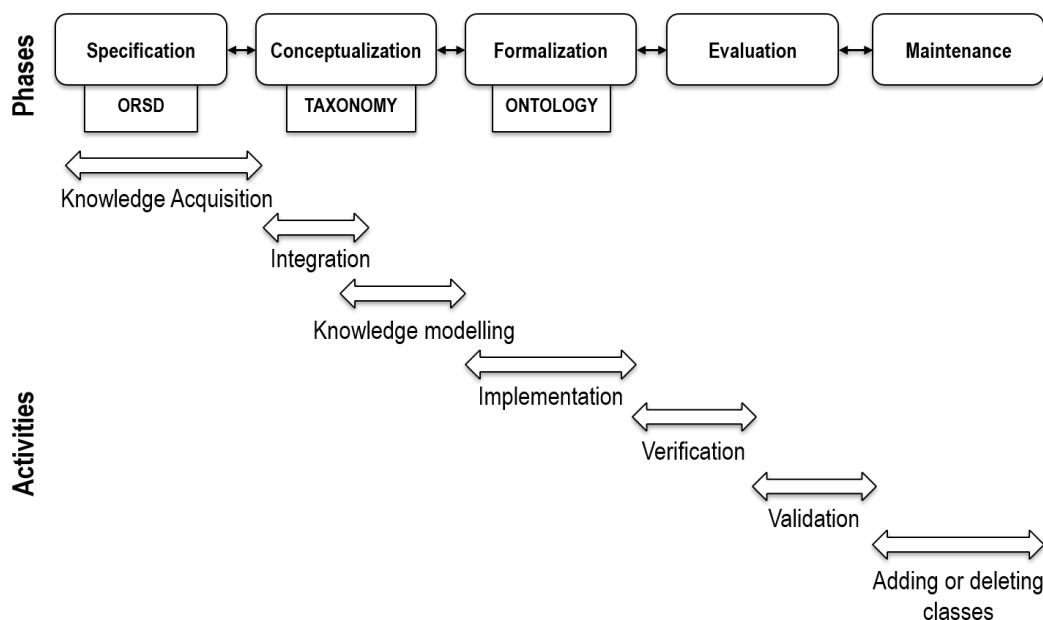 Phases
Specification
Conceptualization
Formalization
Evaluation
Maintenance
ORSD
TAXONOMY
ONTOLOGY
Activities
Knowledge Acquisition
Integration
Knowledge modelling
Implementation
Verification
Validation
Adding or deleting
classes